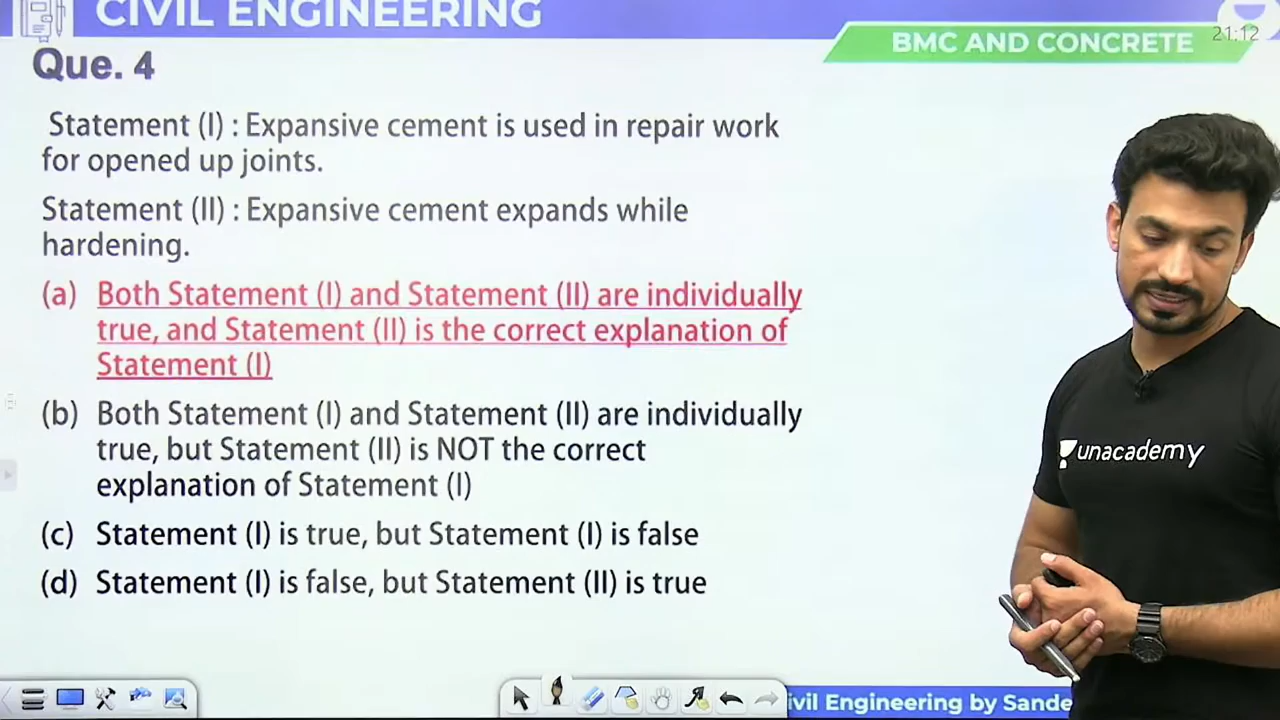 CIVIL ENGINEERING
BMC AND CONCRETE
21:12
Que. 4
Statement (I) : Expansive cement is used in repair work
for opened up joints.
Statement (II) : Expansive cement expands while
hardening.
(a) Both Statement (I) and Statement (II) are individually
true, and Statement (II) is the correct explanation of
Statement (I)
(b) Both Statement (I) and Statement (II) are individually
true, but Statement (II) is NOT the correct
explanation of Statement (I)
(c) Statement (I) is true, but Statement (I) is false
(d) Statement (I) is false, but Statement (II) is true
unacademy
ivil Engineering by Sande